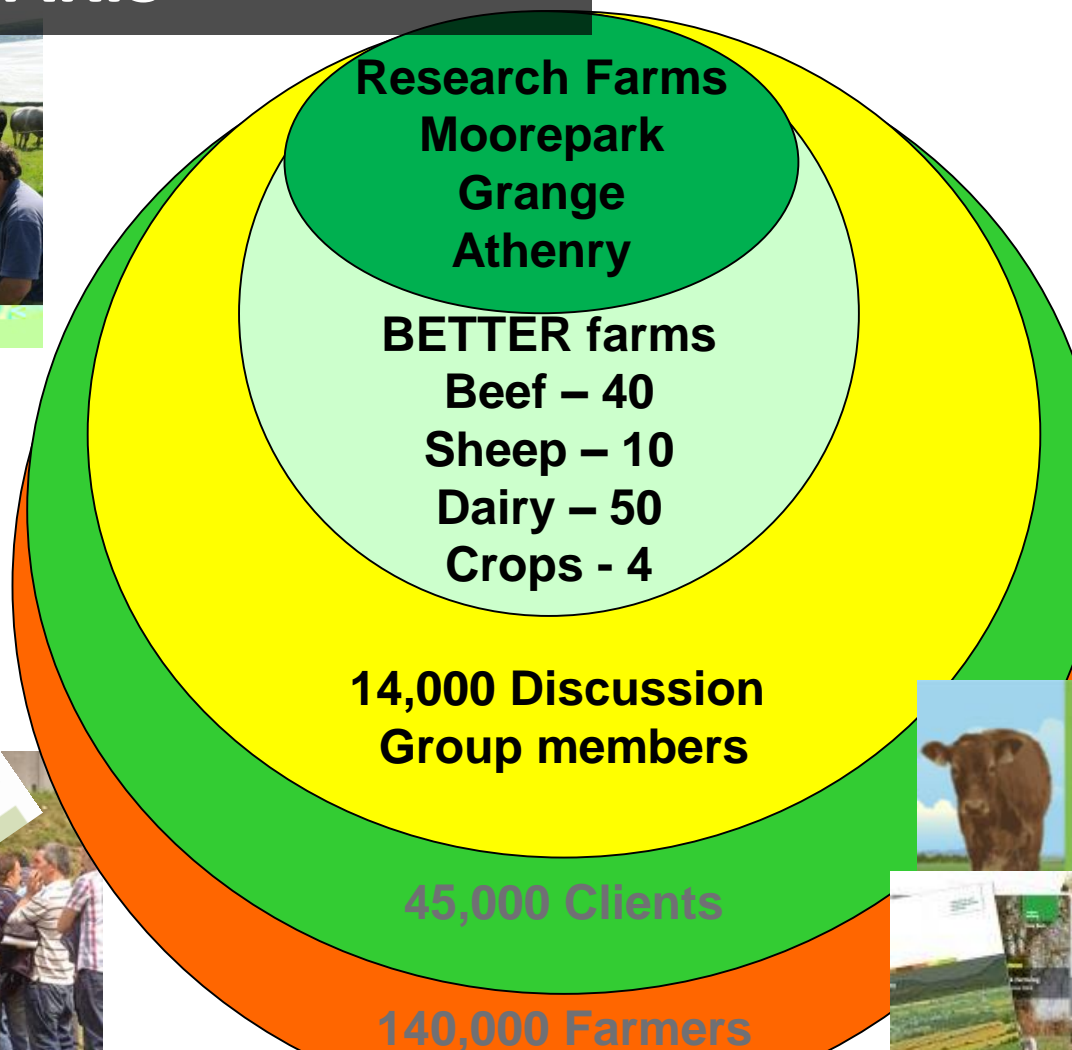 Research Farms
Moorepark
Grange
Athenry
BETTER farms
Beef – 40
Sheep – 10
Dairy – 50
Crops - 4
14,000 Discussion
Group members
45,000 Clients
140,000 Farmers